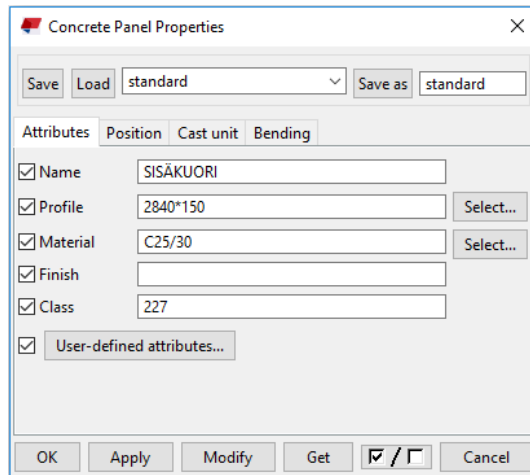 Concrete Panel Properties
Save Load standard Save as standard
Attributes Position Cast unit Bending
Name SISÄKUORI
Profile 2840*150 Select...
Material C25/30 Select...
Finish
Class 227
User-defined attributes...
OK Apply Modify Get / Cancel